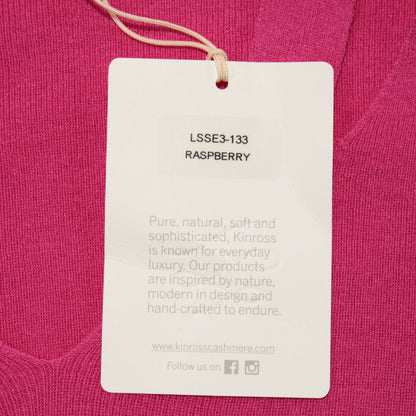 LSSE3-133
RASPBERRY
Pure, natural, soft and
sophisticated, Kinross
is known for everyday
luxury. Our products
are inspired by nature,
modern in design and
hand-crafted to endure.
www.kinrosscashmere.com
Follow us on